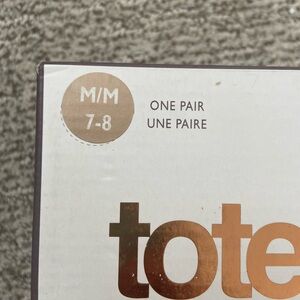 M/M
7-8
ONE PAIR
UNE PAIRE
tote